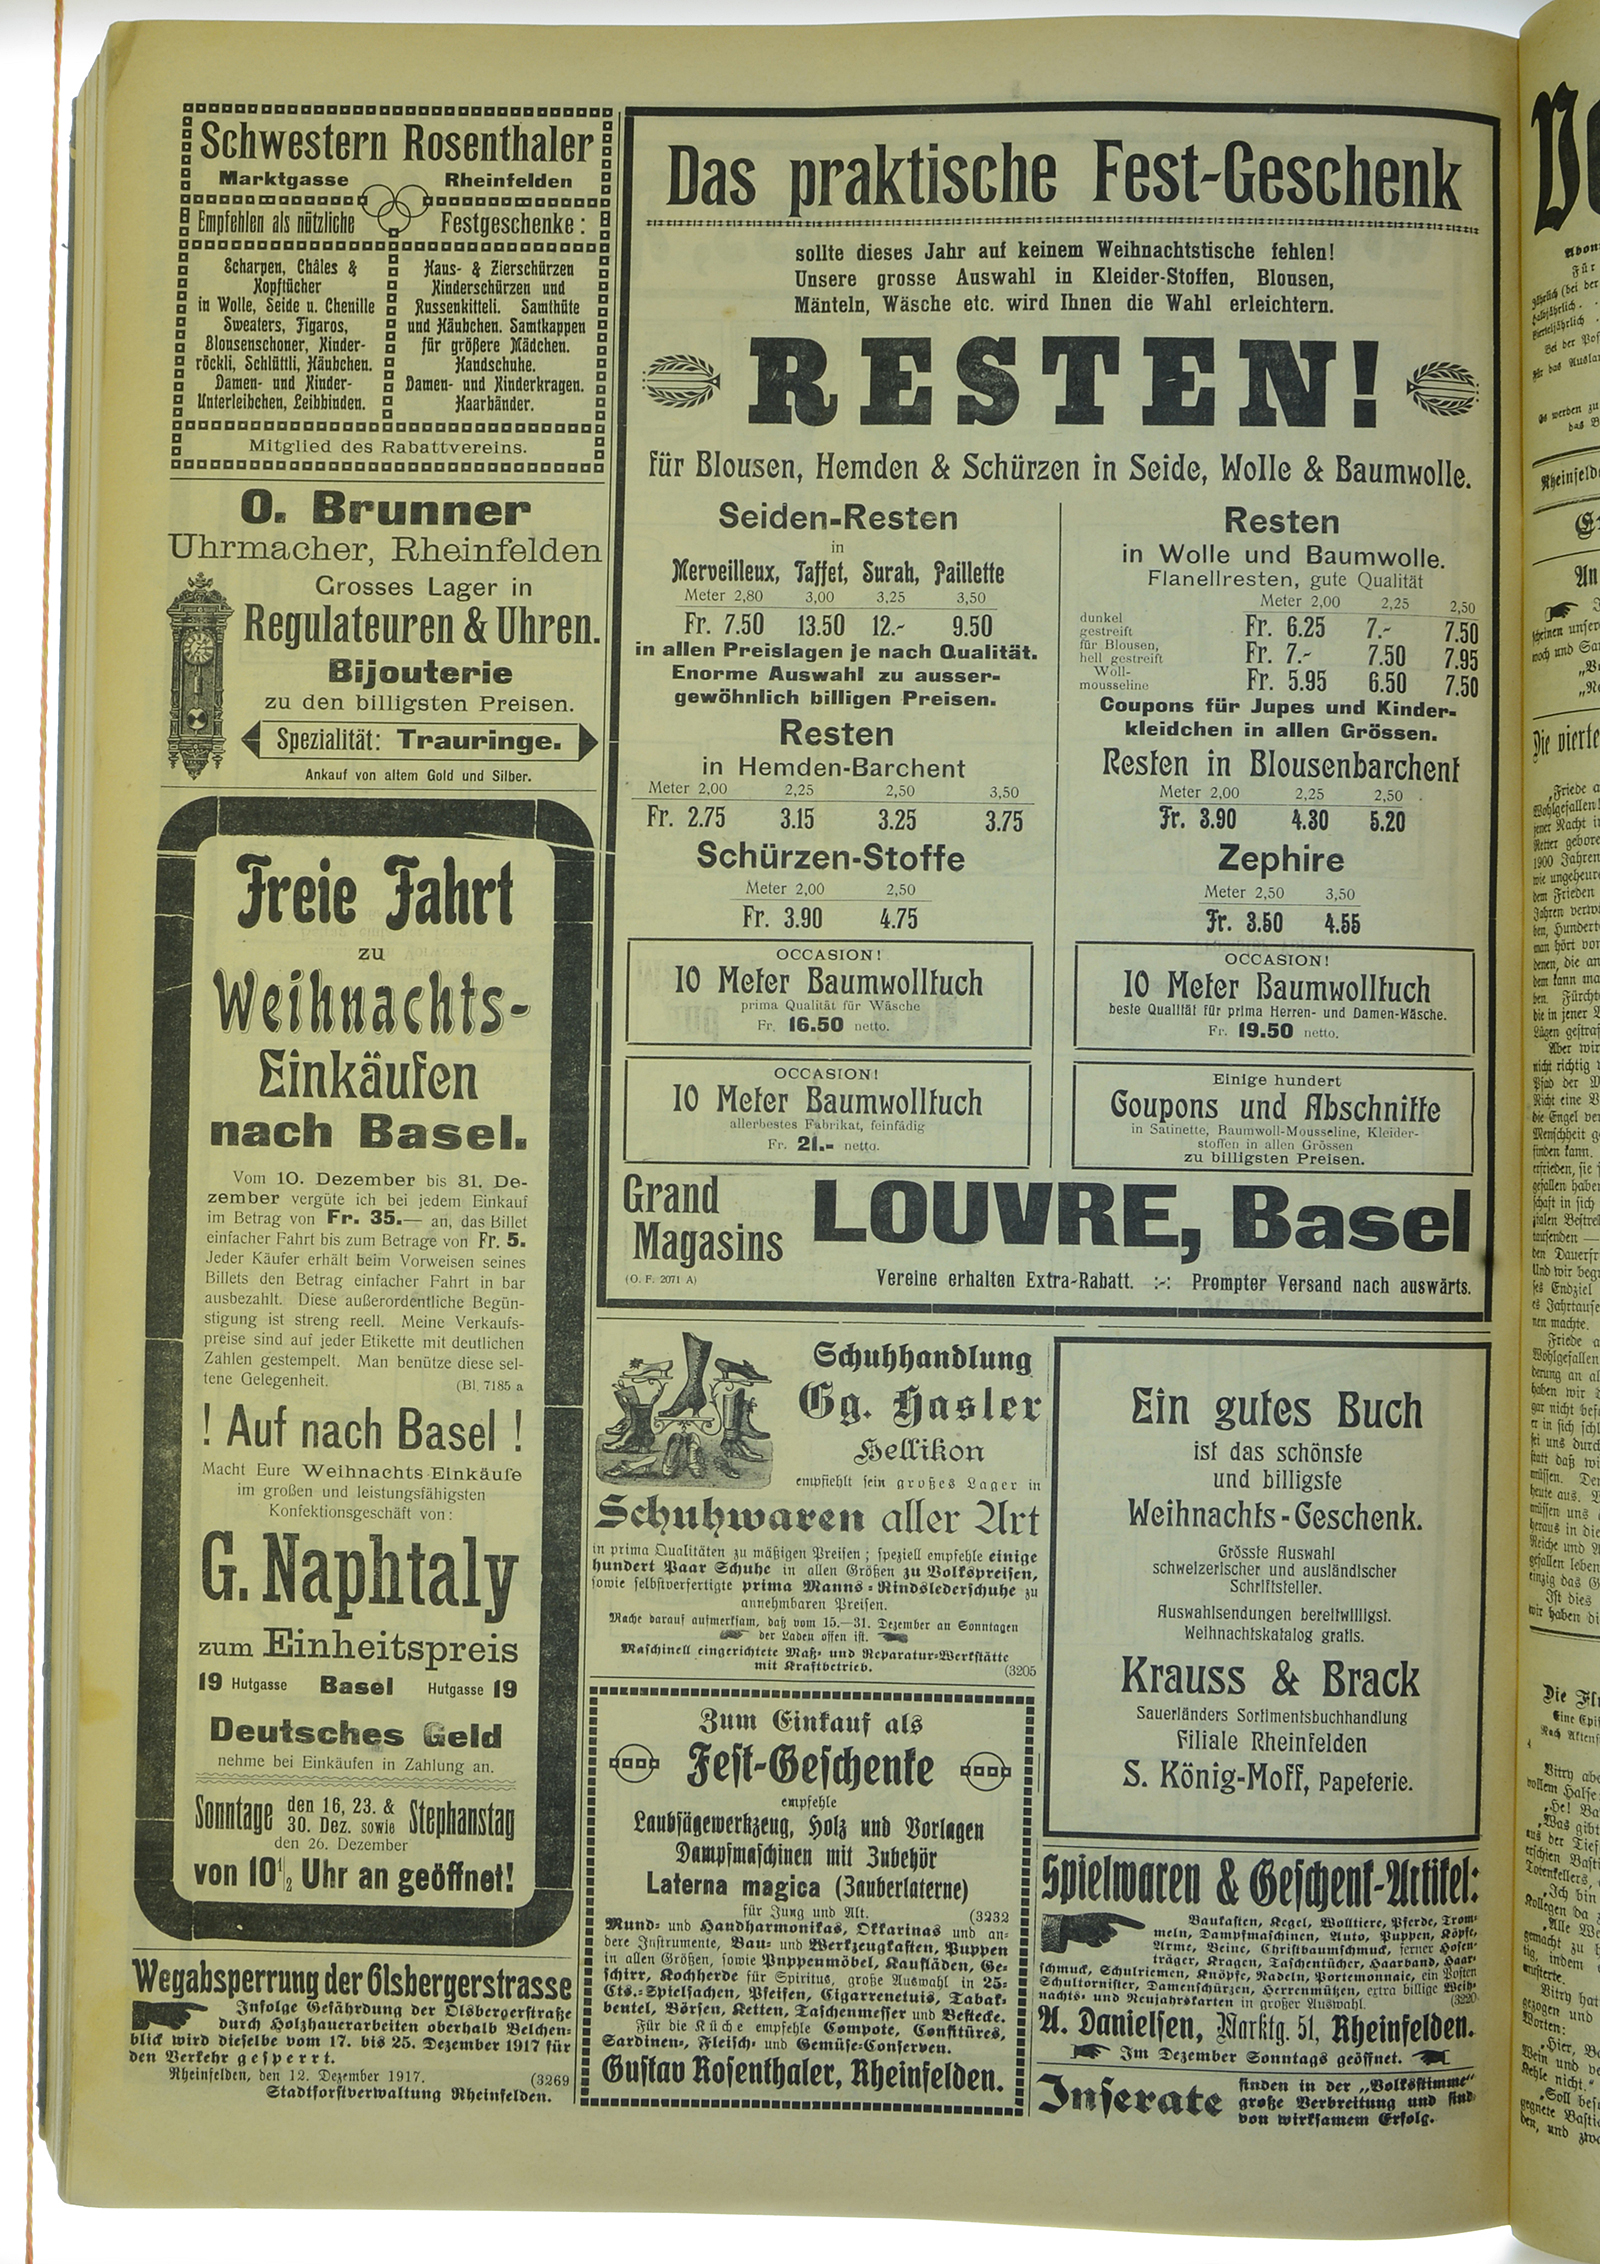 Schwestern Rosenthaler
Marktgasse Rheinfelden
Empfehlen als nützliche Festgeschenke:
Scharpen, Châles &
Kopftücher
in Wolle, Seide u. Chenille
Sweaters, Figaros,
Blousenschoner, Kinder-
röckli, Schlüttli, Häubchen.
Damen- und Kinder-
Unterleibchen, Leibbinden.
Haus- & Zierschürzen
Kinderschürzen und
Russenkitteli. Samthüte
und Häubchen. Samtkappen
für größere Mädchen.
Handschuhe.
Damen- und Kinderkragen.
Haarbänder.
Mitglied des Rabattvereins.
O. Brunner
Uhrmacher, Rheinfelden
Grosses Lager in
Regulateuren & Uhren.
Bijouterie
zu den billigsten Preisen.
Spezialität: Trauringe.
Ankauf von altem Gold und Silber.
Freie Fahrt
zu
Weihnachts-
Einkäufen
nach Basel.
Vom 10. Dezember bis 31. De-
zember vergüte ich bei jedem Einkauf
im Betrag von Fr. 35.— an, das Billet
einfacher Fahrt bis zum Betrage von Fr. 5.
Jeder Käufer erhält beim Vorweisen seines
Billets den Betrag einfacher Fahrt in bar
ausbezahlt. Diese außerordentliche Begün-
stigung ist streng reell. Meine Verkaufs-
preise sind auf jeder Etikette mit deutlichen
Zahlen gestempelt. Man benütze diese sel-
tene Gelegenheit. (Bl. 7185 a
! Auf nach Basel !
Macht Eure Weihnachts-Einkäufe
im großen und leistungsfähigsten
Konfektionsgeschäft von:
G. Naphtaly
zum Einheitspreis
19 Hutgasse Basel Hutgasse 19
Deutsches Geld
nehme bei Einkäufen in Zahlung an.
Sonntage den 16, 23. & 30. Dez. sowie Stephanstag
den 26. Dezember
von 10 1/2 Uhr an geöffnet!
Wegabsperrung der Olsbergerstrasse
Infolge Gefährdung der Olsbergerstraße
durch Holzhauerarbeiten oberhalb Belchen-
blick wird dieselbe vom 17. bis 25. Dezember 1917 für
den Verkehr gesperrt.
Rheinfelden, den 12. Dezember 1917. (3269
Stadtforstverwaltung Rheinfelden.
Das praktische Fest-Geschenk
sollte dieses Jahr auf keinem Weihnachtstische fehlen!
Unsere grosse Auswahl in Kleider-Stoffen, Blousen,
Mänteln, Wäsche etc. wird Ihnen die Wahl erleichtern.
RESTEN!
für Blousen, Hemden & Schürzen in Seide, Wolle & Baumwolle.
Seiden-Resten
in
Merveilleux, Taffet, Surah, Paillette
Meter 2,80 3,00 3,25 3,50
Fr. 7.50 13.50 12.- 9.50
in allen Preislagen je nach Qualität.
Enorme Auswahl zu ausser-
gewöhnlich billigen Preisen.
Resten
in Hemden-Barchent
Meter 2,00 2,25 2,50 3,50
Fr. 2.75 3.15 3.25 3.75
Schürzen-Stoffe
Meter 2,00 2,50
Fr. 3.90 4.75
OCCASION!
10 Meter Baumwolltuch
prima Qualität für Wäsche
Fr. 16.50 netto.
OCCASION!
10 Meter Baumwolltuch
allerbestes Fabrikat, feinfädig
Fr. 21.- netto.
Resten
in Wolle und Baumwolle.
Flanellresten, gute Qualität
Meter 2,00 2,25 2,50
dunkel
gestreift
für Blousen,
hell gestreift
Woll-
mousseline
Fr. 6.25 7.- 7.50
Fr. 7.- 7.50 7.95
Fr. 5.95 6.50 7.50
Coupons für Jupes und Kinder-
kleidchen in allen Grössen.
Resten in Blousenbarchent
Meter 2,00 2,25 2,50
Fr. 3.90 4.30 5.20
Zephire
Meter 2,50 3,50
Fr. 3.50 4.55
OCCASION!
10 Meter Baumwolltuch
beste Qualität für prima Herren- und Damen-Wäsche.
Fr. 19.50 netto.
Einige hundert
Coupons und Abschnitte
in Satinette, Baumwoll-Mousseline, Kleider-
stoffen in allen Grössen
zu billigsten Preisen.
Grand
Magasins LOUVRE, Basel
(O. F. 2071 A)
Vereine erhalten Extra-Rabatt. :-: Prompter Versand nach auswärts.
Schuhhandlung
Gg. Hasler
Hellikon
empfiehlt sein großes Lager in
Schuhwaren aller Art
in prima Qualitäten zu mäßigen Preisen; speziell empfehle einige
hundert Paar Schuhe in allen Größen zu Volkspreisen,
sowie selbstverfertigte prima Manns-Rindslederschuhe zu
annehmbaren Preisen.
Mache darauf aufmerksam, daß vom 15.—31. Dezember an Sonntagen
der Laden offen ist.
Maschinell eingerichtete Maß- und Reparatur-Werkstätte
mit Kraftbetrieb. (3205
Zum Einkauf als
Fest-Geschenke
empfehle
Laubsägewerkzeug, Holz und Vorlagen
Dampfmaschinen mit Zubehör
Laterna magica (Zauberlaterne)
für Jung und Alt. (3232
Mund- und Handharmonikas, Okkarinas und an-
dere Instrumente, Bau- und Werkzeugkasten, Puppen
in allen Größen, sowie Puppenmöbel, Kaufläden, Ge-
schirr, Kochherde für Spiritus, große Auswahl in 25-
Cts.-Spielsachen, Pfeifen, Cigarrenetuis, Tabak-
beutel, Börsen, Ketten, Taschenmesser und Bestecke.
Für die Küche empfehle Compote, Confitüres,
Sardinen-, Fleisch- und Gemüse-Conserven.
Gustav Rosenthaler, Rheinfelden.
Ein gutes Buch
ist das schönste
und billigste
Weihnachts-Geschenk.
Grösste Auswahl
schweizerischer und ausländischer
Schriftsteller.
Auswahlsendungen bereitwilligst.
Weihnachtskatalog gratis.
Krauss & Brack
Sauerländers Sortimentsbuchhandlung
Filiale Rheinfelden
S. König-Moff, Papeterie.
Spielwaren & Geschenk-Artikel:
Baukasten, Kegel, Wolltiere, Pferde, Trom-
meln, Dampfmaschinen, Auto, Puppen, Köpfe,
Arme, Beine, Christbaumschmuck, ferner Hosen-
träger, Kragen, Taschentücher, Haarband, Haar-
schmuck, Schulriemen, Knöpfe, Nadeln, Portemonnaie, ein Posten
Schultornister, Damenschürzen, Herrenmützen, extra billige Weih-
nachts- und Neujahrskarten in großer Auswahl. (3220
A. Danielsen, Marktg. 51, Rheinfelden.
Im Dezember Sonntags geöffnet.
Inserate finden in der „Volksstimme"
große Verbreitung und sind
von wirksamem Erfolg.